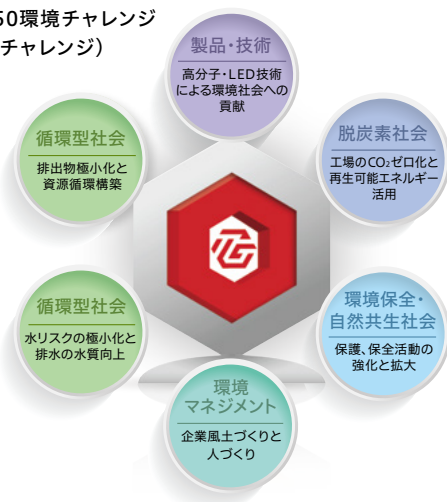 50環境チャレンジ
チャレンジ)
製品・技術
高分子・LED技術
による環境社会への
貢献
脱炭素社会
工場のCO₂ゼロ化と
再生可能エネルギー
活用
環境保全・
自然共生社会
保護、保全活動の
強化と拡大
環境
マネジメント
企業風土づくりと
人づくり
循環型社会
水リスクの極小化と
排水の水質向上
循環型社会
排出物極小化と
資源循環構築
TG